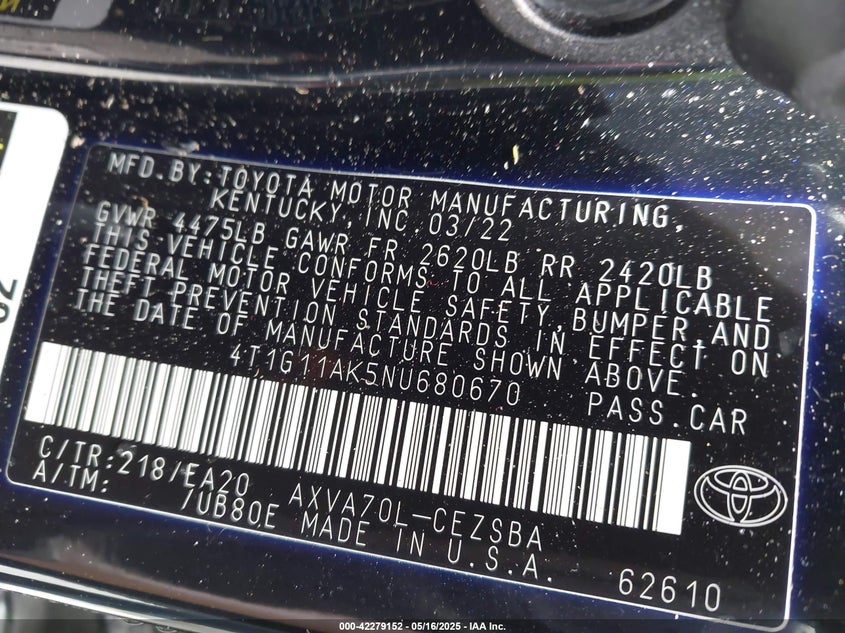 MFD.BY:TOYOTA MOTOR MANUFACTURING,
KENTUCKY, INC. 03/22
GVWR 4475LB GAWR FR 2620LB RR 2420LB
THIS VEHICLE CONFORMS TO ALL APPLICABLE
FEDERAL MOTOR VEHICLE SAFETY, BUMPER, AND
THEFT PREVENTION STANDARDS IN EFFECT ON
THE DATE OF MANUFACTURE SHOWN ABOVE.
4T1G11AK5NU680670 PASS.CAR
C/TR:218/EA20 AXVA70L-CEZSBA
A/TM: /UB80E MADE IN U.S.A.
62610
000-42279152 - 05/16/2025 - IAA Inc.